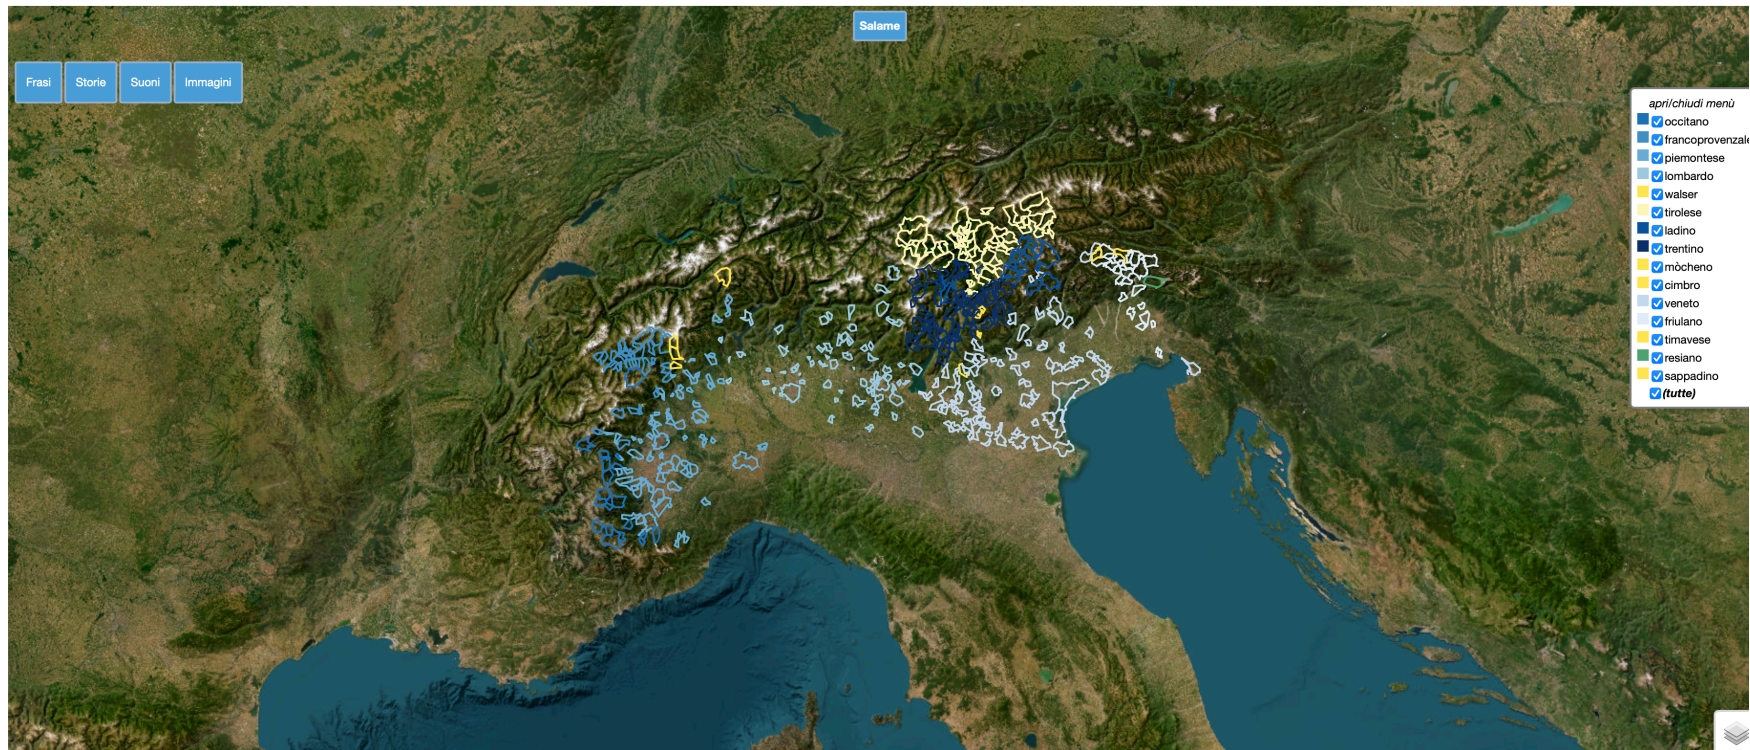 Salame
Frasi
Storie
Suoni
Immagini
apri/chiudi menù
occitano
francoprovenzale
piemontese
lombardo
walser
tirolese
ladino
trentino
mòcheno
cimbro
veneto
friulano
timavese
resiano
sappadino
(tutte)